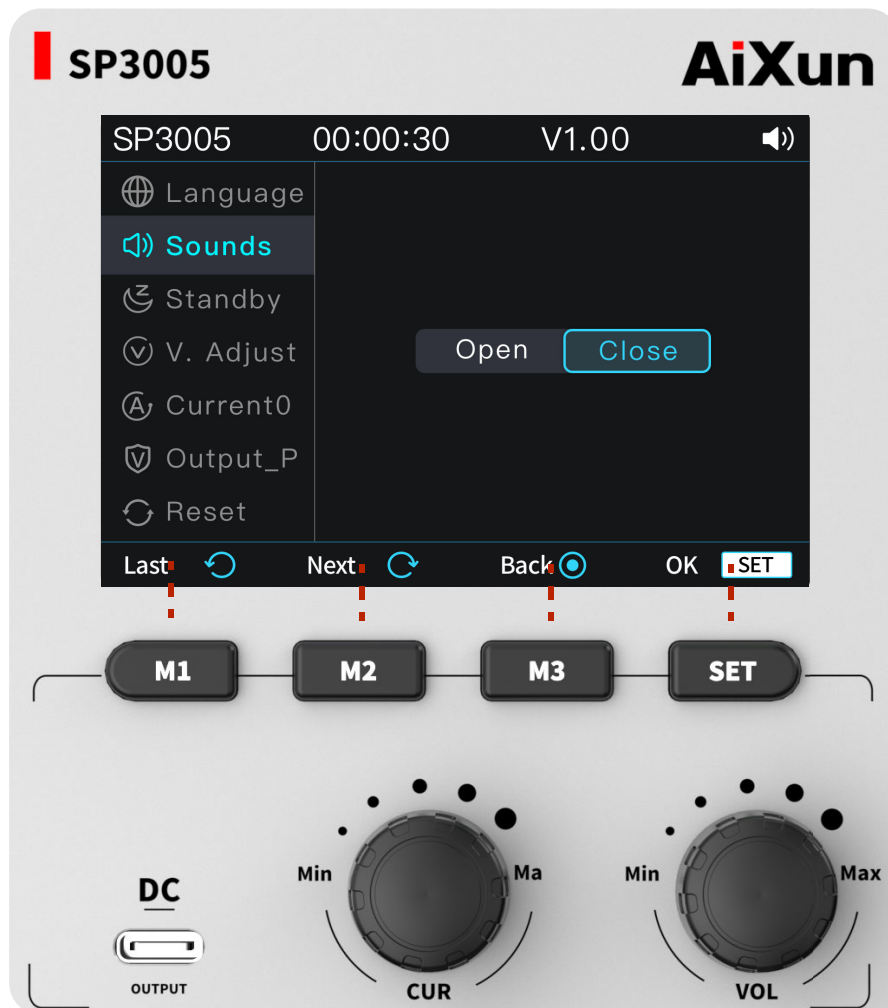 SP3005 AiXun
SP3005 00:00:30 V1.00
Language
Sounds
Standby
V. Adjust
Current0
Output_P
Reset
Open Close
Last Next Back OK SET
M1 M2 M3 SET
Min Ma Min Max
DC
OUTPUT
CUR VOL